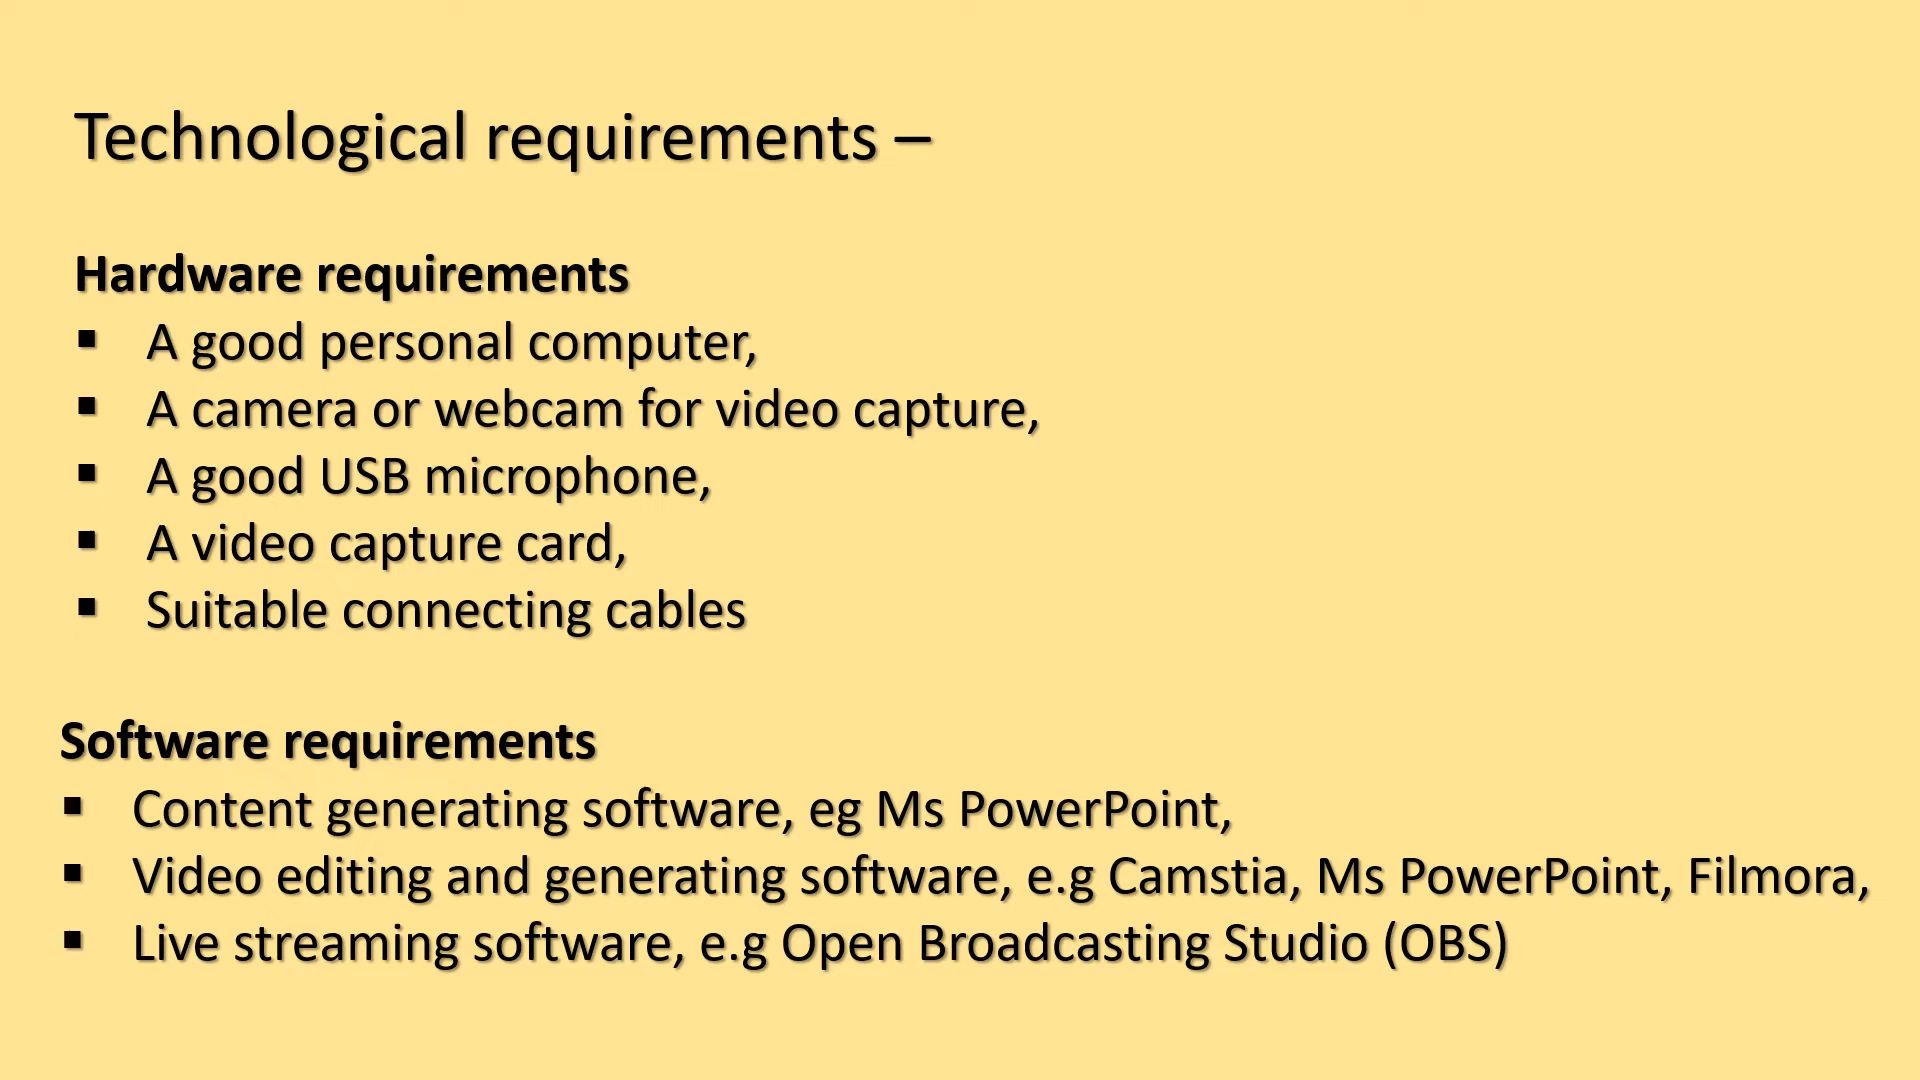 Technological requirements –
Hardware requirements
▪ A good personal computer,
▪ A camera or webcam for video capture,
▪ A good USB microphone,
▪ A video capture card,
▪ Suitable connecting cables
Software requirements
▪ Content generating software, eg Ms PowerPoint,
▪ Video editing and generating software, e.g Camstia, Ms PowerPoint, Filmora,
▪ Live streaming software, e.g Open Broadcasting Studio (OBS)